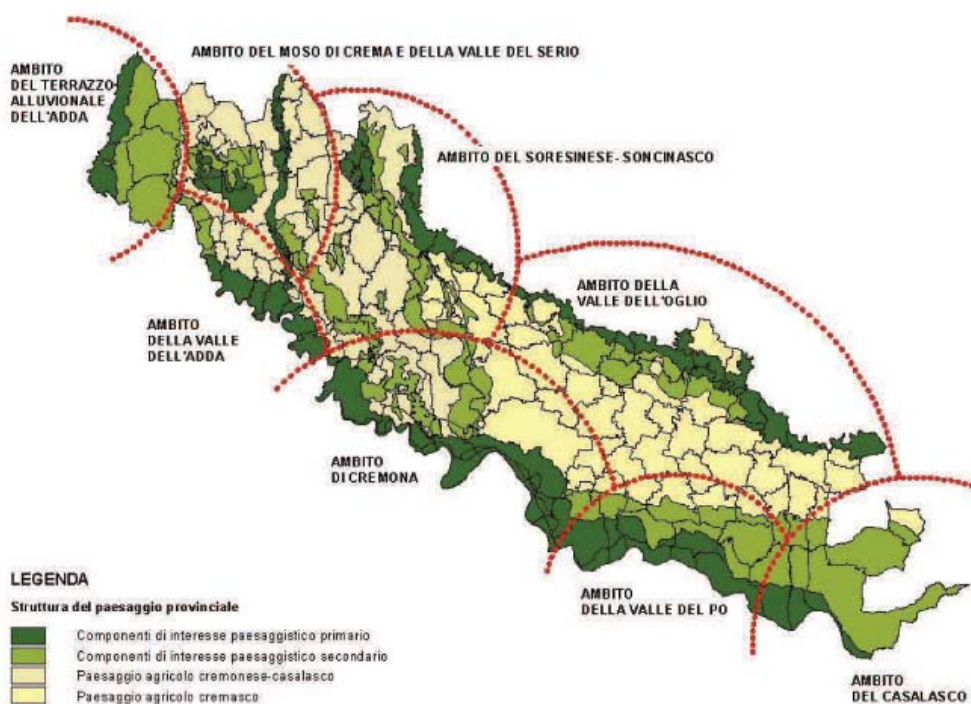 AMBITO DEL MOSO DI CREMA E DELLA VALLE DEL SERIO
AMBITO
DEL TERRAZZO
ALLUVIONALE
DELL'ADDA
AMBITO DEL SORESINESE- SONCINASCO
AMBITO DELLA
VALLE DELL'OGLIO
AMBITO
DELLA VALLE
DELL'ADDA
AMBITO
DI CREMONA
AMBITO
DELLA VALLE DEL PO
AMBITO
DEL CASALASCO
LEGENDA
Struttura del paesaggio provinciale
Componenti di interesse paesaggistico primario
Componenti di interesse paesaggistico secondario
Paesaggio agricolo cremonese-casalasco
Paesaggio agricolo cremasco